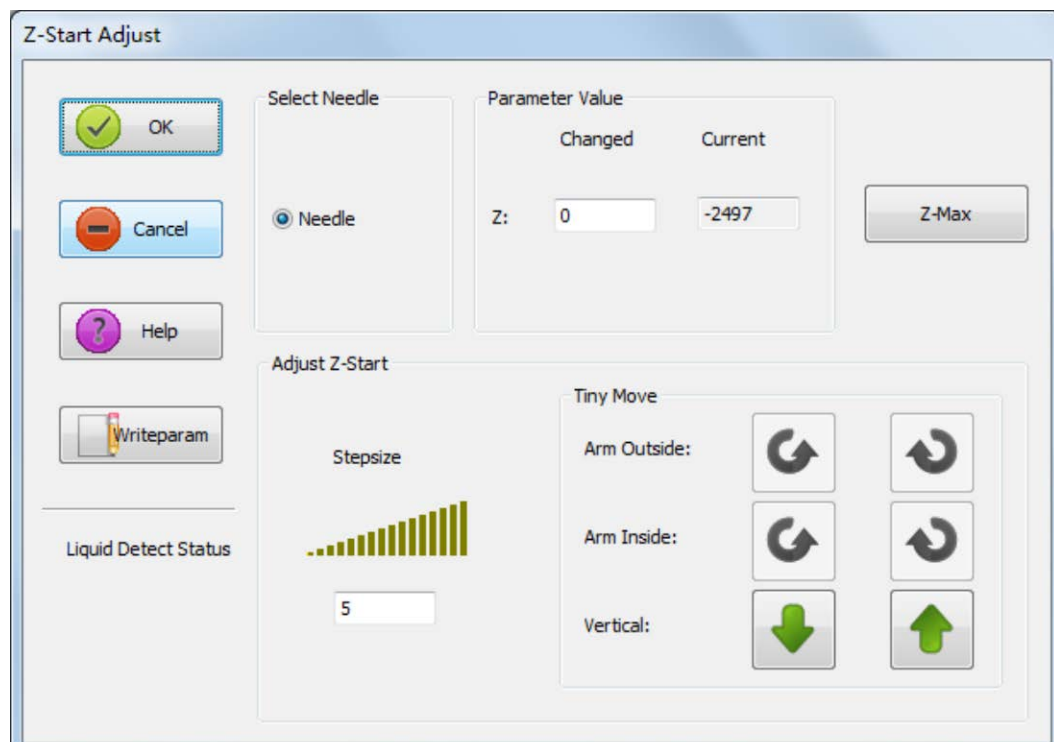 Z-Start Adjust
OK
Cancel
Help
Writeparam
Liquid Detect Status
Select Needle
Needle
Parameter Value
Changed Current
Z: 0 -2497
Z-Max
Adjust Z-Start
Stepsize
5
Tiny Move
Arm Outside:
Arm Inside:
Vertical: